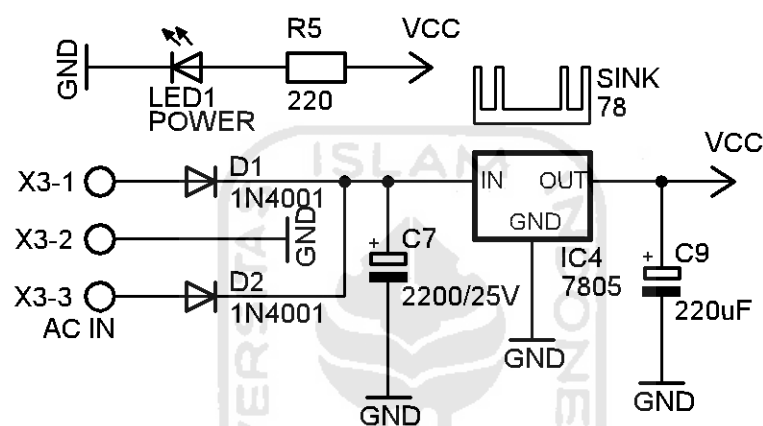 R5
VCC
GND
LED1
POWER
220
SINK
78
VCC
ISLAM
X3-1
D1
1N4001
IN
OUT
GND
X3-2
GND
IC4
7805
C7
2200/25V
C9
220uF
X3-3
AC IN
D2
1N4001
GND
GND
GND